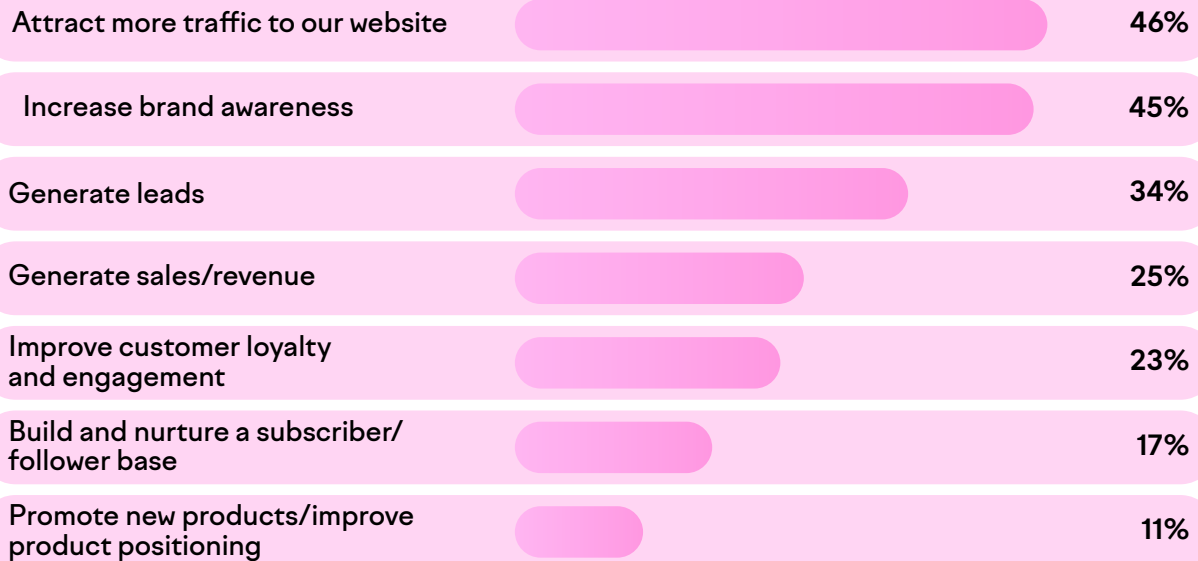 Attract more traffic to our website 46%
Increase brand awareness 45%
Generate leads 34%
Generate sales/revenue 25%
Improve customer loyalty
and engagement 23%
Build and nurture a subscriber/
follower base 17%
Promote new products/improve
product positioning 11%